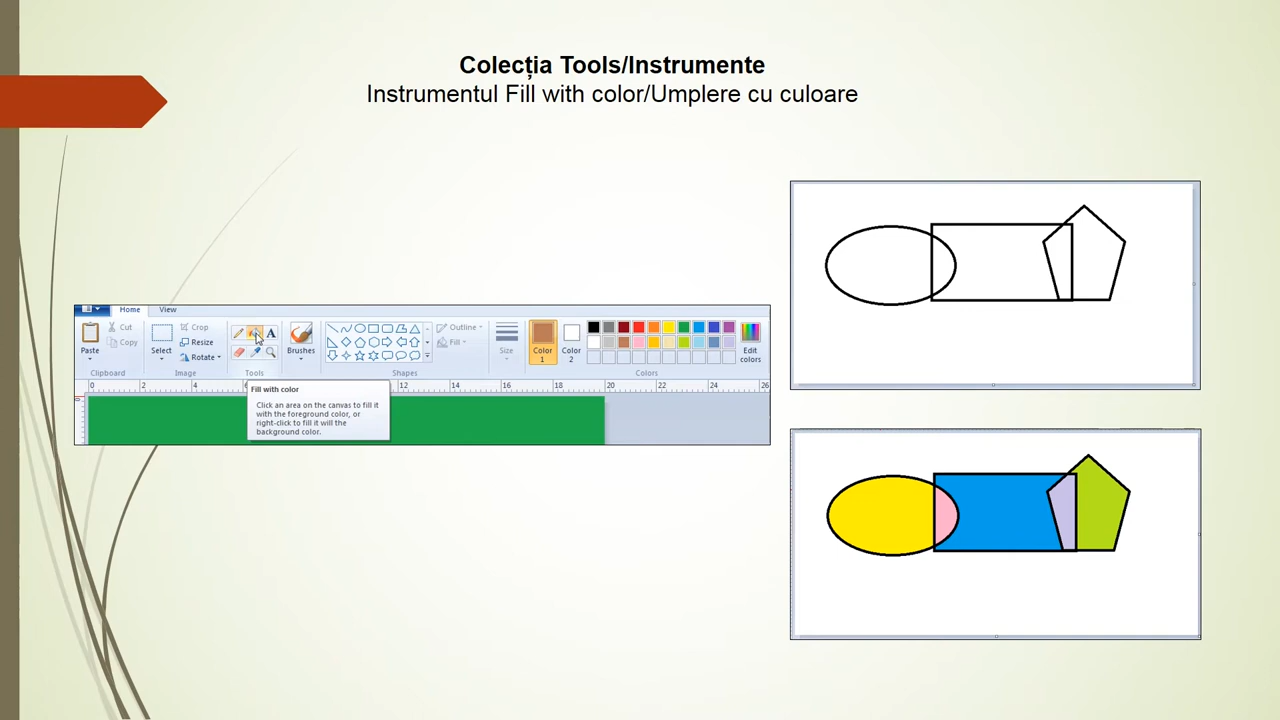 Colecția Tools/Instrumente
Instrumentul Fill with color/Umplere cu culoare
Home View
Paste
Cut
Copy
Clipboard
Select
Crop
Resize
Rotate
Image
A
Tools
Brushes
Shapes
Outline
Fill
Size
Color 1
Color 2
Edit colors
Colors
0 2 4 6 12 14 16 18 20 22 24 26
Fill with color
Click an area on the canvas to fill it
with the foreground color, or
right-click to fill it will the
background color.